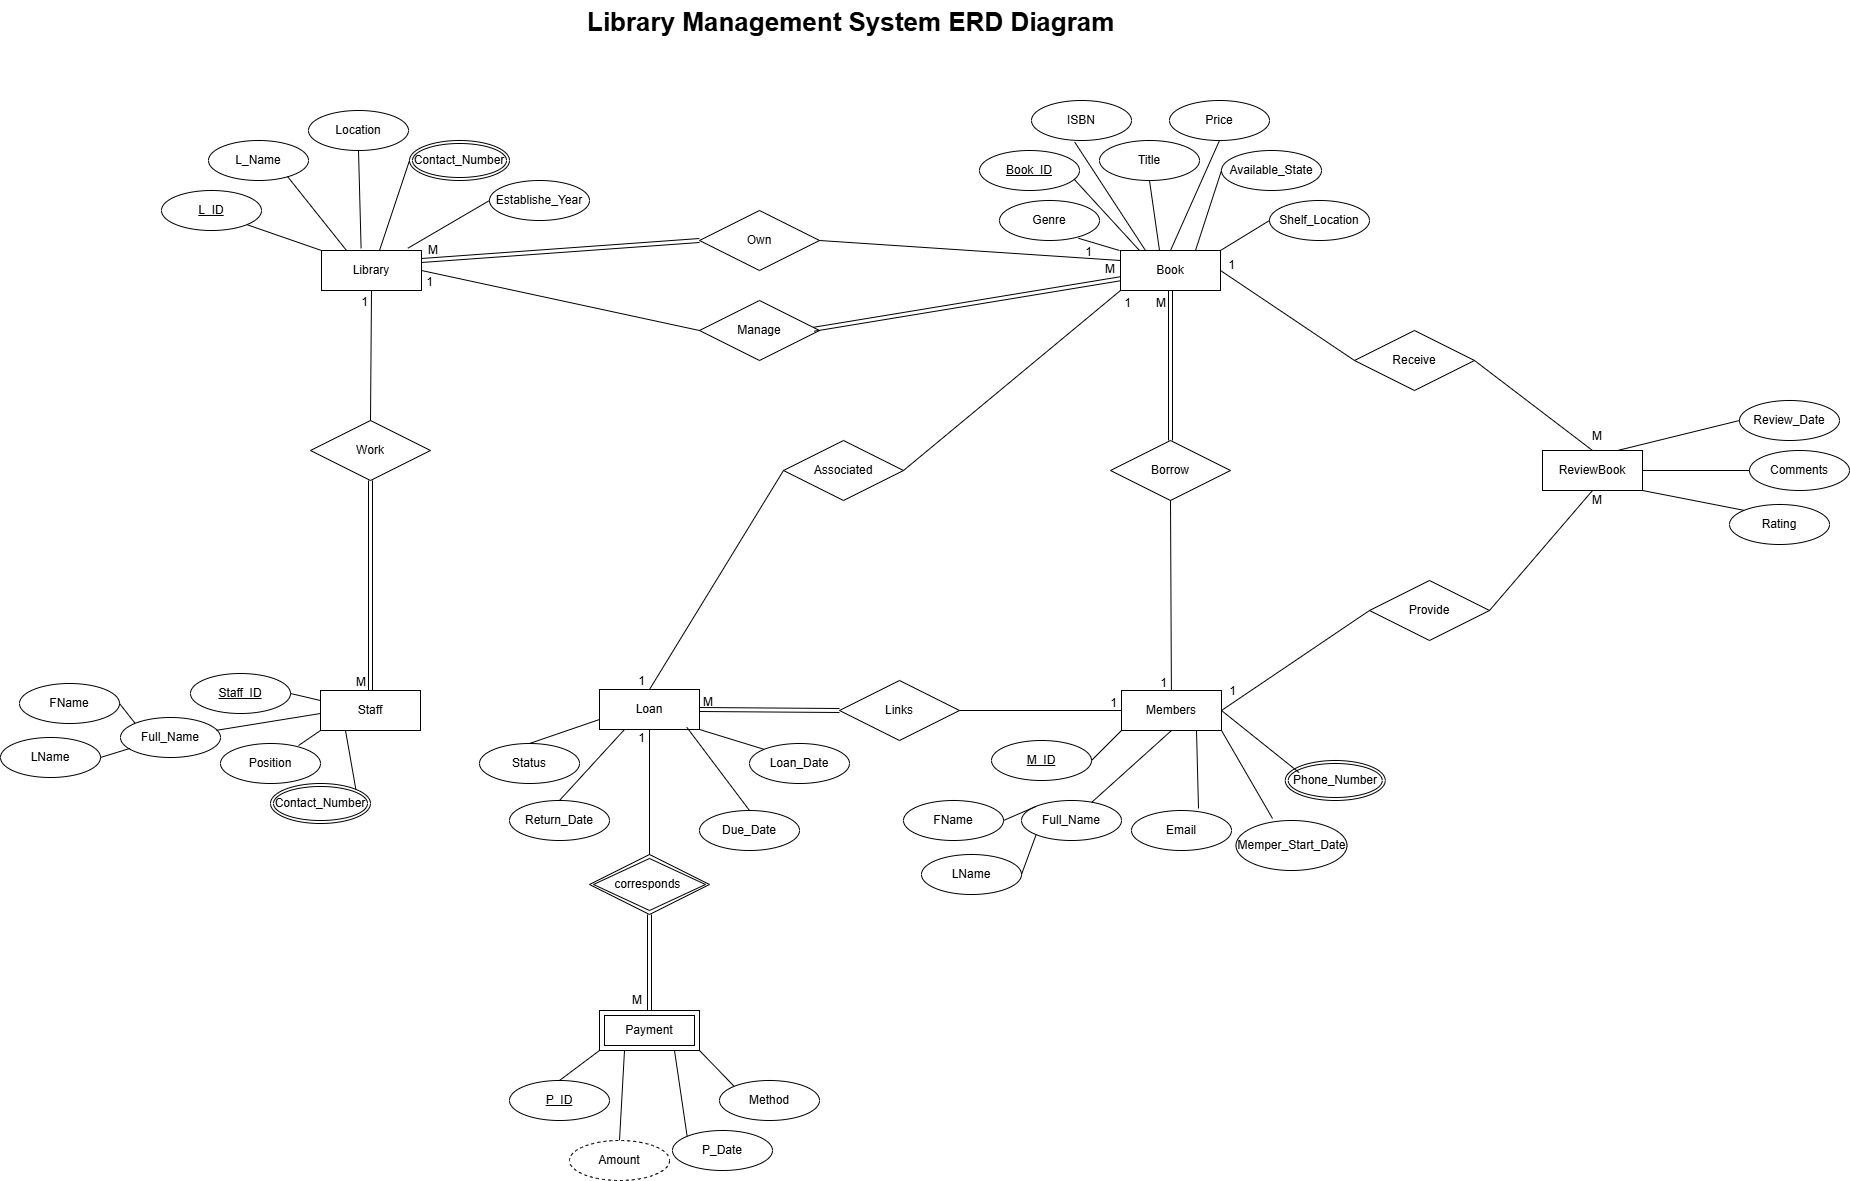 Library Management System ERD Diagram
ISBN
Price
Location
L_Name
Contact_Number
Title
Book_ID
Available_State
Establishe_Year
L_ID
Genre
Shelf_Location
M
Own
1
Library
1
M
Book
1
1
1
M
Manage
Receive
Work
Associated
Borrow
M
ReviewBook
M
Review_Date
Comments
Rating
Provide
M
1
1
1
Staff_ID
FName
Full_Name
LName
Staff
Position
Contact_Number
Loan
M
Links
1
Members
1
Status
Loan_Date
Return_Date
Due_Date
M_ID
Phone_Number
FName
Full_Name
Email
Memper_Start_Date
LName
corresponds
M
Payment
P_ID
Method
Amount
P_Date